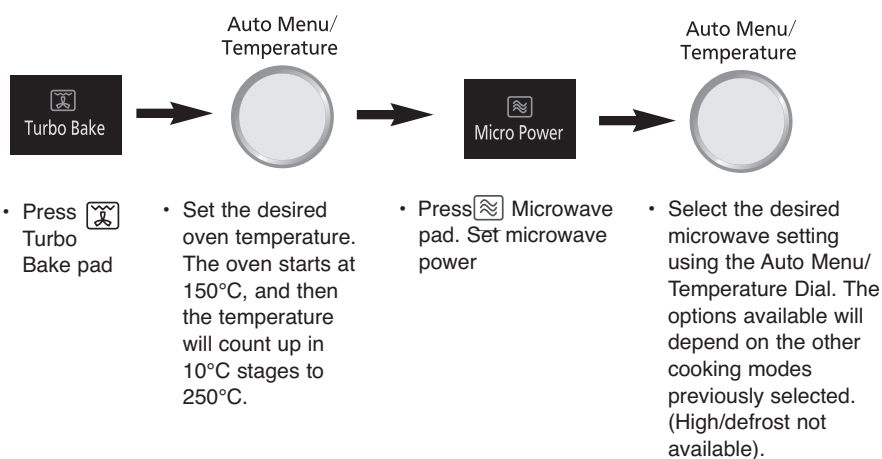 Auto Menu/
Temperature
Auto Menu/
Temperature
Turbo Bake
Micro Power
• Press
Turbo
Bake pad
• Set the desired
oven temperature.
The oven starts at
150°C, and then
the temperature
will count up in
10°C stages to
250°C.
• Press Microwave
pad. Set microwave
power
• Select the desired
microwave setting
using the Auto Menu/
Temperature Dial. The
options available will
depend on the other
cooking modes
previously selected.
(High/defrost not
available).